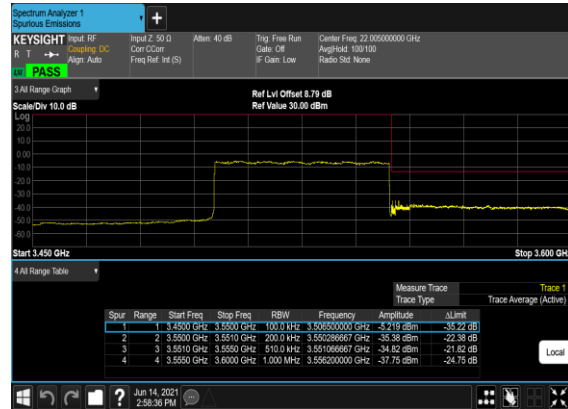 Spectrum Analyzer 1
Spurious Emissions
KEYSIGHT Input: RF Input Z: 50 Ω Atten: 40 dB Trig: Free Run Center Freq: 22.005000000 GHz
R T Coupling: DC Corr CCorr Gate: Off Avg|Hold: 100/100
Align: Auto Freq Ref: Int (S) IF Gain: Low Radio Std: None
PASS
3 All Range Graph
Ref Lvl Offset 8.79 dB
Scale/Div 10.0 dB Ref Value 30.00 dBm
Log
20.0
10.0
0.00
-10.0
-20.0
-30.0
-40.0
-50.0
-60.0
Start 3.450 GHz Stop 3.600 GHz
4 All Range Table
Measure Trace Trace 1
Trace Type Trace Average (Active)
Spur Range Start Freq Stop Freq RBW Frequency Amplitude ΔLimit
1 1 3.4500 GHz 3.5500 GHz 100.0 kHz 3.506500000 GHz -5.219 dBm -35.22 dB
2 2 3.5500 GHz 3.5510 GHz 200.0 kHz 3.550286667 GHz -35.38 dBm -22.38 dB
3 3 3.5510 GHz 3.5550 GHz 510.0 kHz 3.551066667 GHz -34.82 dBm -21.82 dB
4 4 3.5550 GHz 3.6000 GHz 1.000 MHz 3.556200000 GHz -37.75 dBm -24.75 dB
Local
Jun 14, 2021
2:58:36 PM